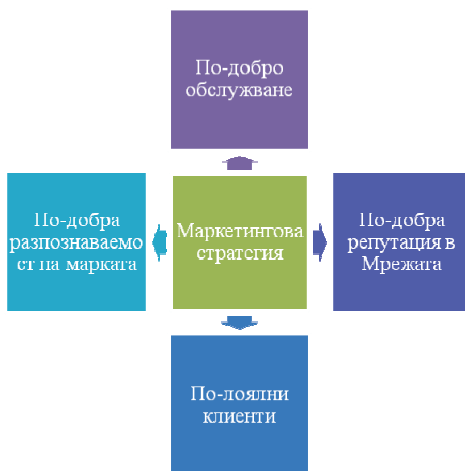 По-добро
обслужване
По-добра
разпознаваемо
ст на марката
Маркетингова
стратегия
По-добра
репутация в
Мрежата
По-лоялни
клиенти